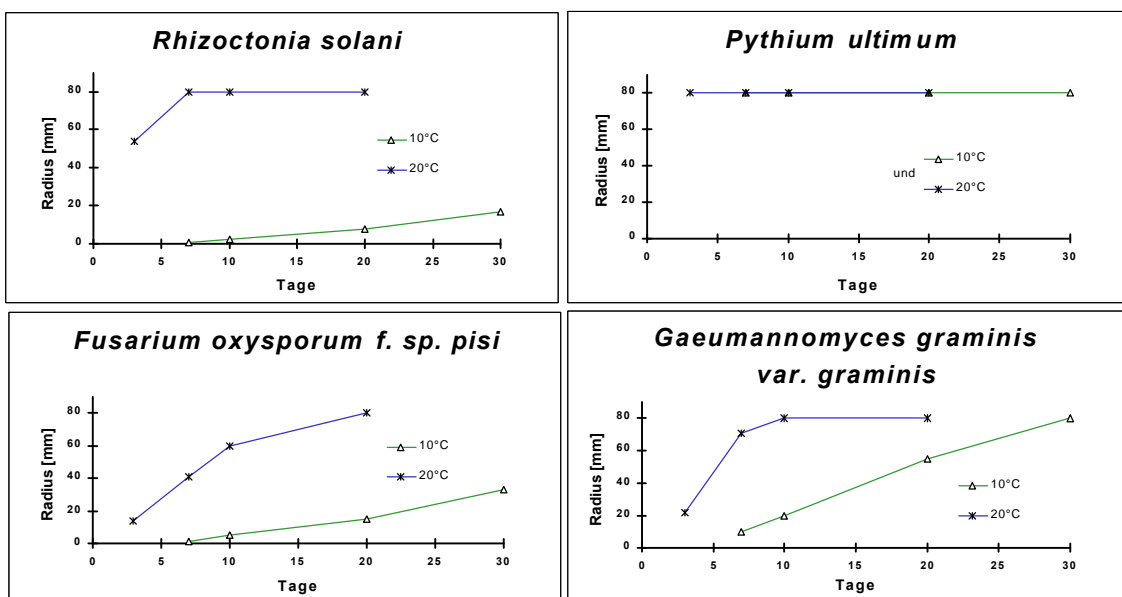 Rhizoctonia solani
Radius [mm]
80
60
40
20
0
0 5 10 15 20 25 30
Tage
10°C
20°C
Pythium ultimum
Radius [mm]
80
60
40
20
0
0 5 10 15 20 25 30
Tage
10°C
und
20°C
Fusarium oxysporum f. sp. pisi
Radius [mm]
80
60
40
20
0
0 5 10 15 20 25 30
Tage
10°C
20°C
Gaeumannomyces graminis
var. graminis
Radius [mm]
80
60
40
20
0
0 5 10 15 20 25 30
Tage
10°C
20°C